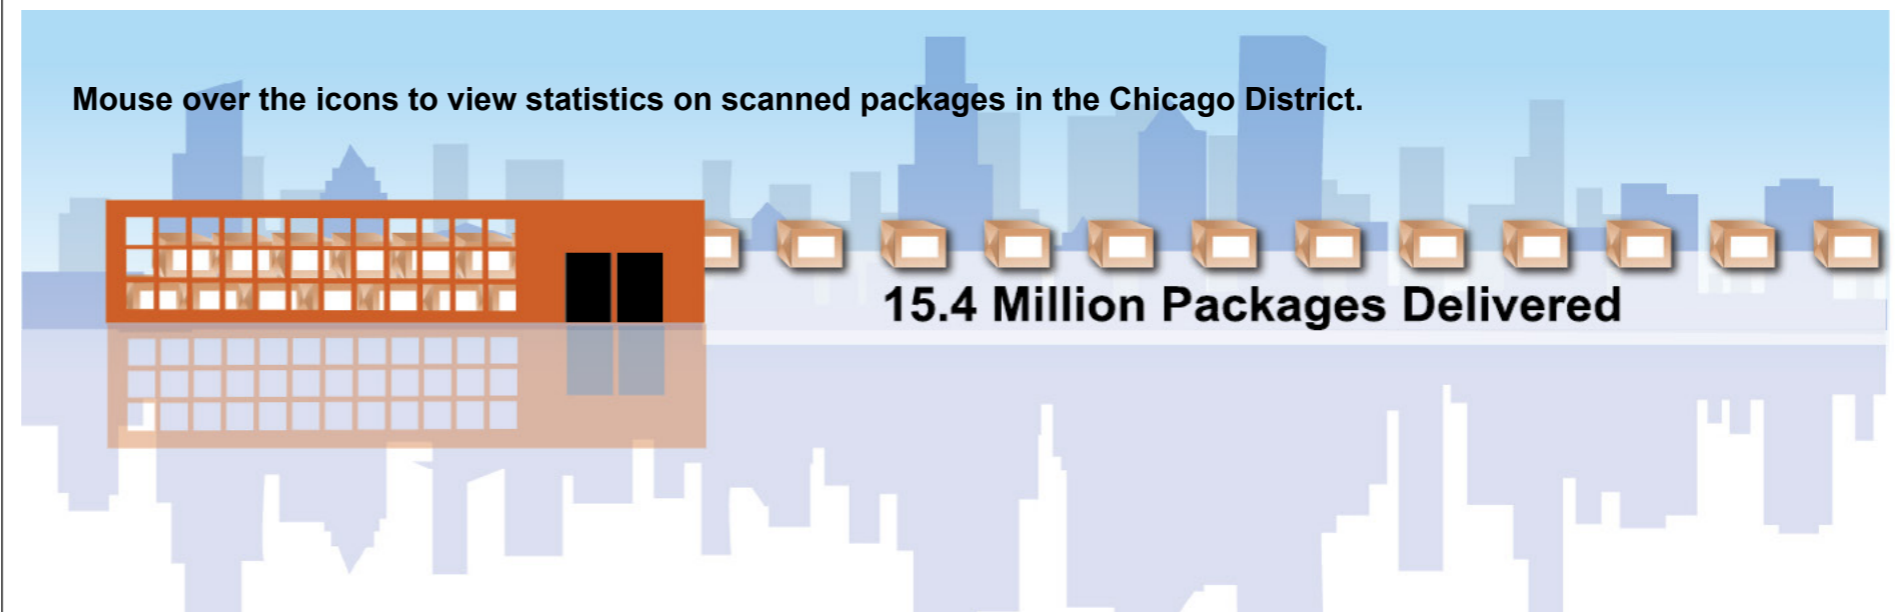 Mouse over the icons to view statistics on scanned packages in the Chicago District.
15.4 Million Packages Delivered